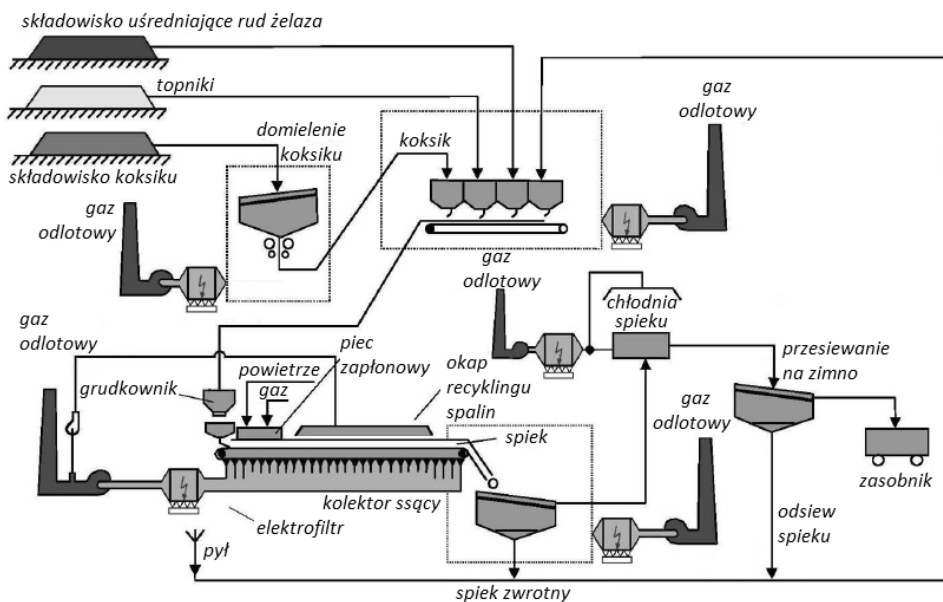 składowisko uśredniające rud żelaza
topniki
domielenie
koksiku
koksik
składowisko koksiku
gaz
odlotowy
gaz
odlotowy
gaz
odlotowy
chłodnia
spieku
gaz
odlotowy
piec
zapłonowy
powietrze
gaz
grudkownik
okap
recyklingu
spalin
przesiewanie
na zimno
gaz
odlotowy
spiek
zasobnik
kolektor ssący
elektrofiltr
odsiew
spieku
pył
spiek zwrotny